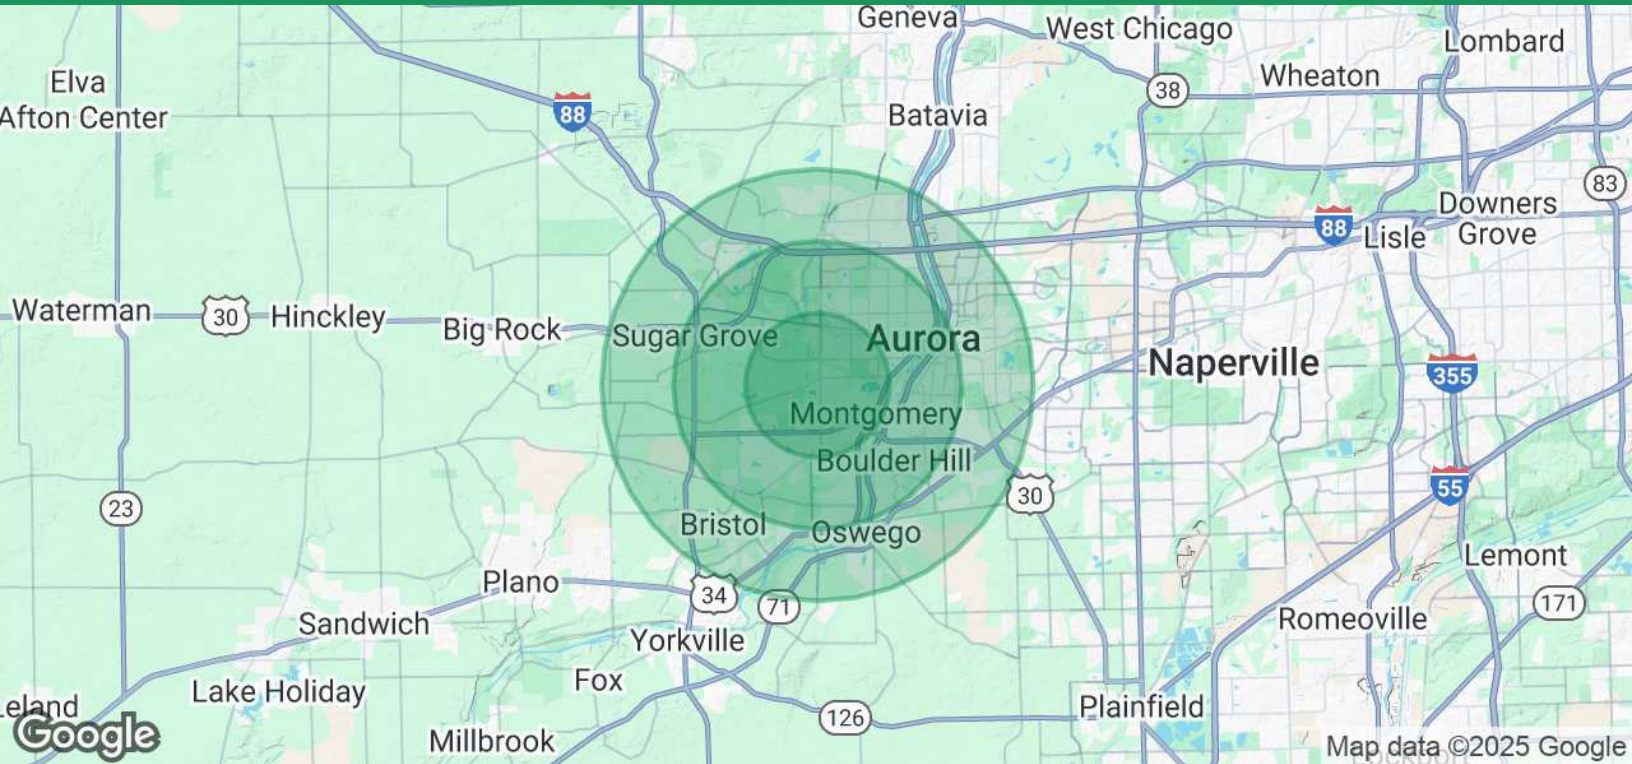 Geneva
West Chicago
Lombard
Elva
Afton Center
38
Wheaton
88
Batavia
83
Downers
Grove
88
Lisle
Waterman
30
Hinckley
Big Rock
Sugar Grove
Aurora
Naperville
355
Montgomery
Boulder Hill
55
30
23
Bristol
Oswego
Lemont
Plano
34
71
171
Sandwich
Romeoville
Yorkville
Fox
Lake Holiday
Leland
Plainfield
126
Google
Millbrook
Map data ©2025 Google